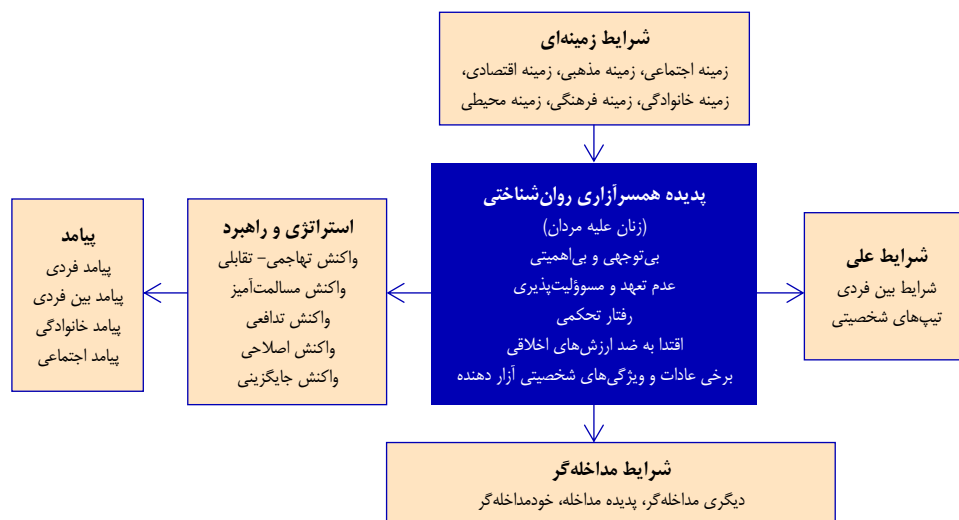 شرایط زمینه‌ای
زمینه اجتماعی، زمینه مذهبی، زمینه اقتصادی،
زمینه خانوادگی، زمینه فرهنگی، زمینه محیطی
شرایط علی
شرایط بین فردی
تیپ‌های شخصیتی
پدیده همسرآزاری روان‌شناختی
(زنان علیه مردان)
بی‌توجهی و بی‌اهمیتی
عدم تعهد و مسوؤلیت‌پذیری
رفتار تحکمی
اقتدا به ضد ارزش‌های اخلاقی
برخی عادات و ویژگی‌های شخصیتی آزار دهنده
استراتژی و راهبرد
واکنش تهاجمی- تقابلی
واکنش مسالمت‌آمیز
واکنش تدافعی
واکنش اصلاحی
واکنش جایگزینی
پیامد
پیامد فردی
پیامد بین فردی
پیامد خانوادگی
پیامد اجتماعی
شرایط مداخله‌گر
دیگری مداخله‌گر، پدیده مداخله، خودمداخله‌گر